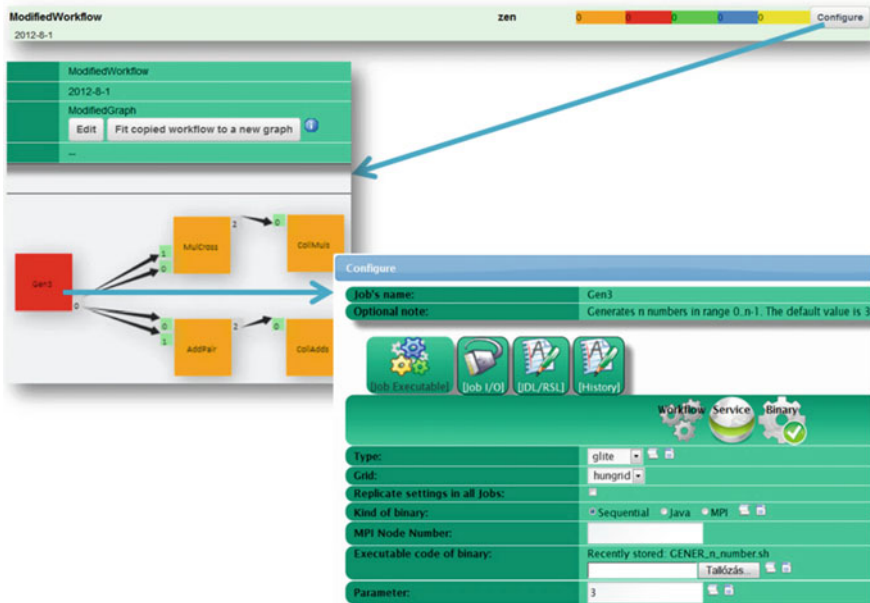 ModifiedWorkflow zen 0 0 0 0 0 Configure
2012-8-1
ModifiedWorkflow
2012-8-1
ModifiedGraph
Edit Fit copied workflow to a new graph i
--
Gen3
0
1
0
MulCross
2
0
CollMuls
0
1
AddPair
2
0
CollAdds
Configure
Job's name: Gen3
Optional note: Generates n numbers in range 0..n-1. The default value is 3
[Job Executable] [Job I/O] [JDL/RSL] [History]
Workflow Service Binary
Type: glite
Grid: hungrid
Replicate settings in all Jobs:
Kind of binary: Sequential Java MPI
MPI Node Number:
Executable code of binary: Recently stored: GENER_n_number.sh
Tallózás...
Parameter: 3